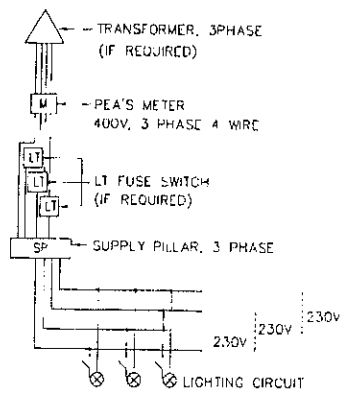 TRANSFORMER, 3PHASE
(IF REQUIRED)
M
PEA'S METER
400V, 3 PHASE 4 WIRE
LT
LT
LT FUSE SWITCH
(IF REQUIRED)
LT
SP
SUPPLY PILLAR, 3 PHASE
230V
230V
230V
LIGHTING CIRCUIT